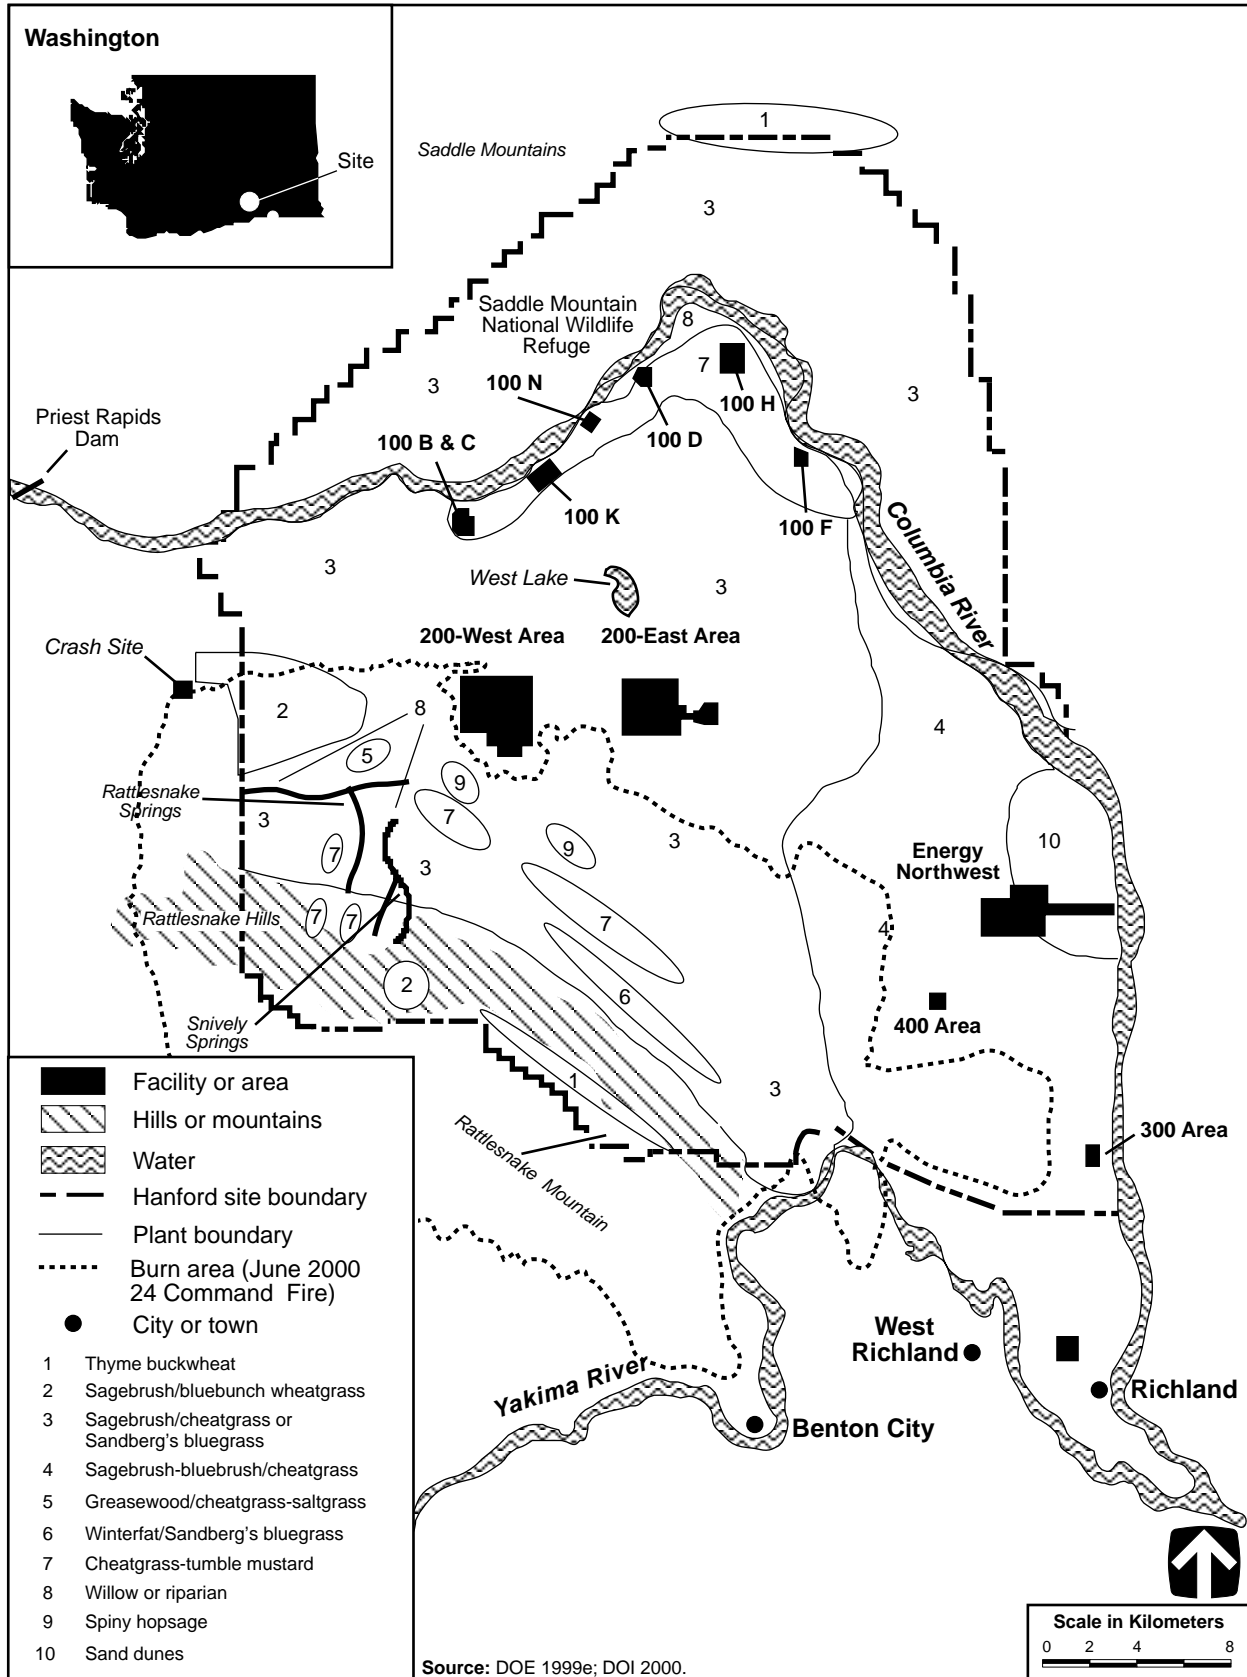 Washington
Site
Saddle Mountains
1
3
Saddle Mountain
National Wildlife
Refuge
8
7
3
3
100 N
100 H
100 D
Priest Rapids
Dam
100 B & C
100 K
100 F
Columbia River
3
West Lake
3
200-West Area
200-East Area
Crash Site
2
8
4
5
9
Rattlesnake
Springs
3
7
7
9
3
10
3
Energy
Northwest
Rattlesnake Hills
7
7
7
4
2
6
400 Area
Snively
Springs
1
3
300 Area
Rattlesnake Mountain
Facility or area
Hills or mountains
Water
Hanford site boundary
Plant boundary
Burn area (June 2000
24 Command Fire)
City or town
1 Thyme buckwheat
2 Sagebrush/bluebunch wheatgrass
3 Sagebrush/cheatgrass or
Sandberg's bluegrass
4 Sagebrush-bluebrush/cheatgrass
5 Greasewood/cheatgrass-saltgrass
6 Winterfat/Sandberg's bluegrass
7 Cheatgrass-tumble mustard
8 Willow or riparian
9 Spiny hopsage
10 Sand dunes
West
Richland
Richland
Yakima River
Benton City
Scale in Kilometers
0 2 4 8
Source: DOE 1999e; DOI 2000.